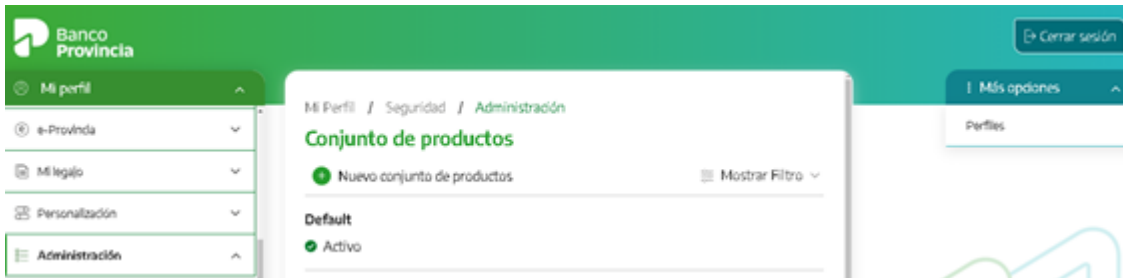 Banco
Provincia
Cerrar sesión
Mi perfil
e-Provincia
Mi legajo
Personalización
Administración
Mi Perfil / Seguridad / Administración
Conjunto de productos
Nuevo conjunto de productos
Mostrar Filtro
Default
Activo
Más opciones
Perfiles